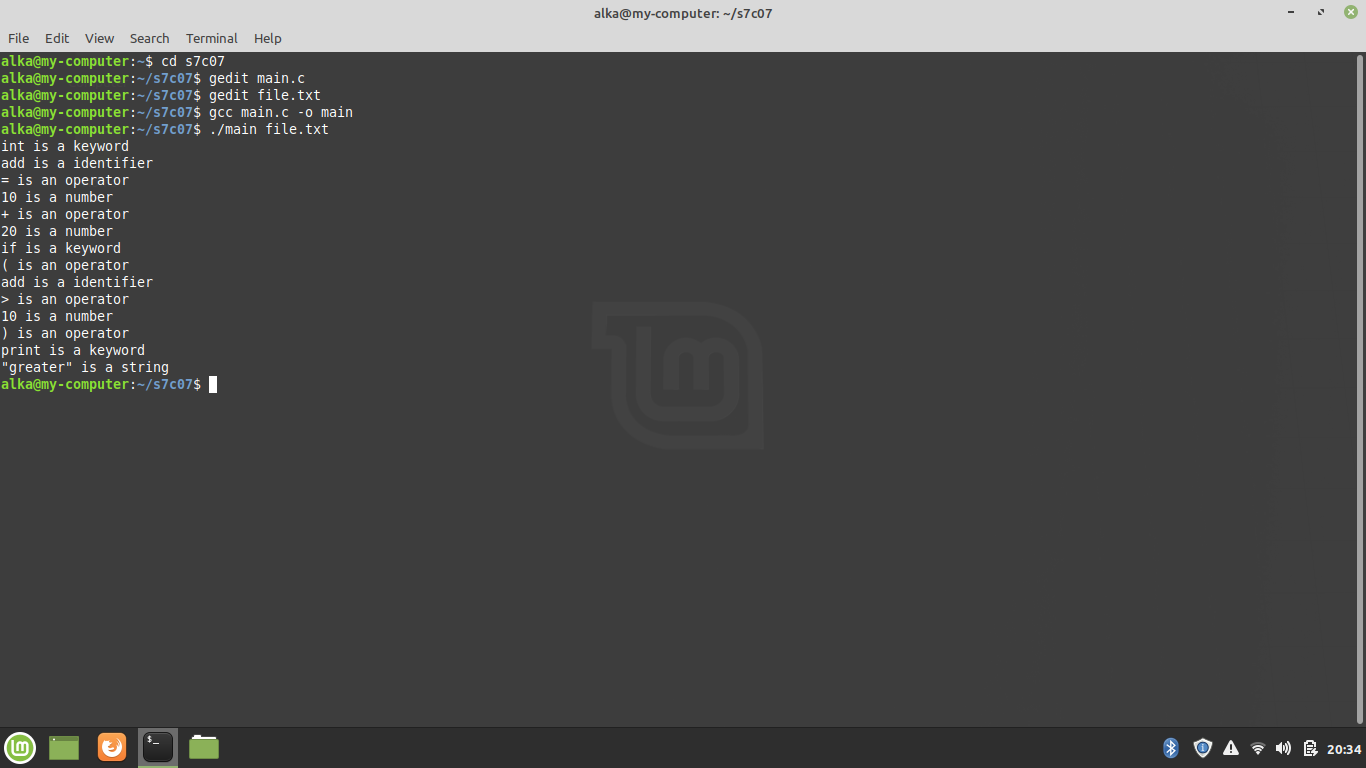 alka@my-computer: ~/s7c07
File Edit View Search Terminal Help
alka@my-computer:~$ cd s7c07
alka@my-computer:~/s7c07$ gedit main.c
alka@my-computer:~/s7c07$ gedit file.txt
alka@my-computer:~/s7c07$ gcc main.c -o main
alka@my-computer:~/s7c07$ ./main file.txt
int is a keyword
add is a identifier
= is an operator
10 is a number
+ is an operator
20 is a number
if is a keyword
( is an operator
add is a identifier
> is an operator
10 is a number
) is an operator
print is a keyword
"greater" is a string
alka@my-computer:~/s7c07$
$_
20:34